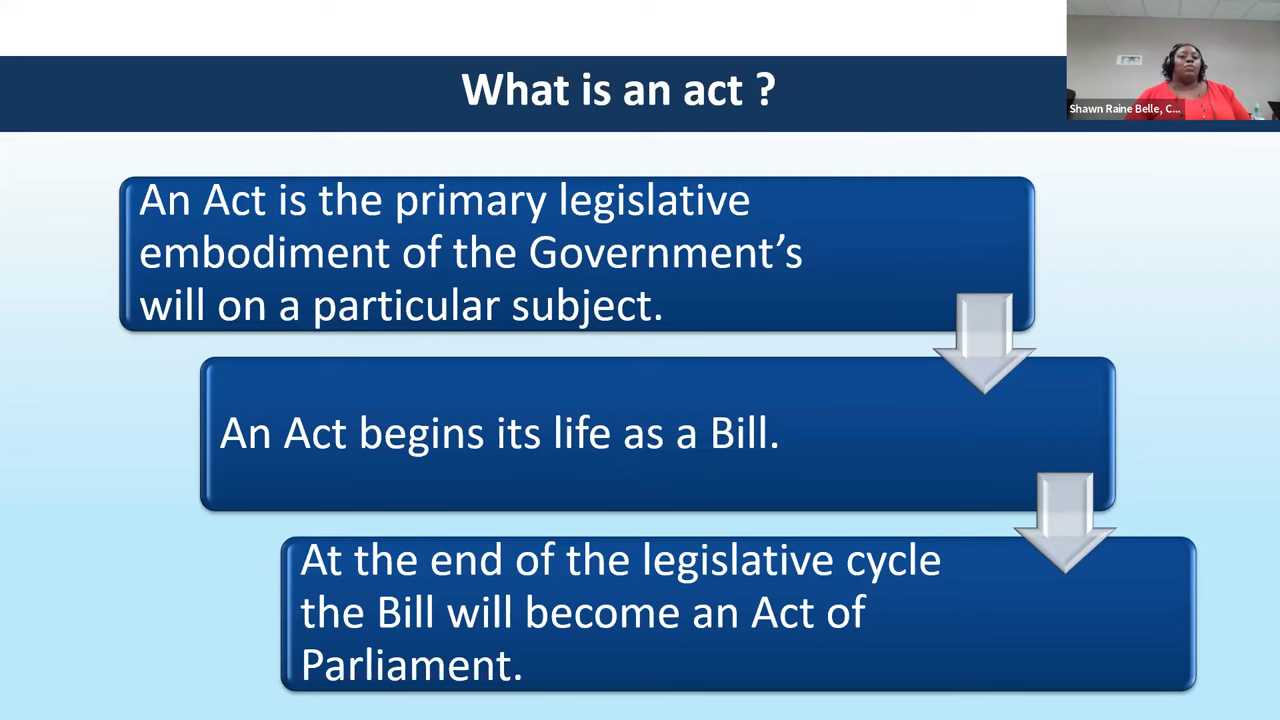 What is an act ?
Shawn Raine Belle, C...
An Act is the primary legislative
embodiment of the Government’s
will on a particular subject.
An Act begins its life as a Bill.
At the end of the legislative cycle
the Bill will become an Act of
Parliament.